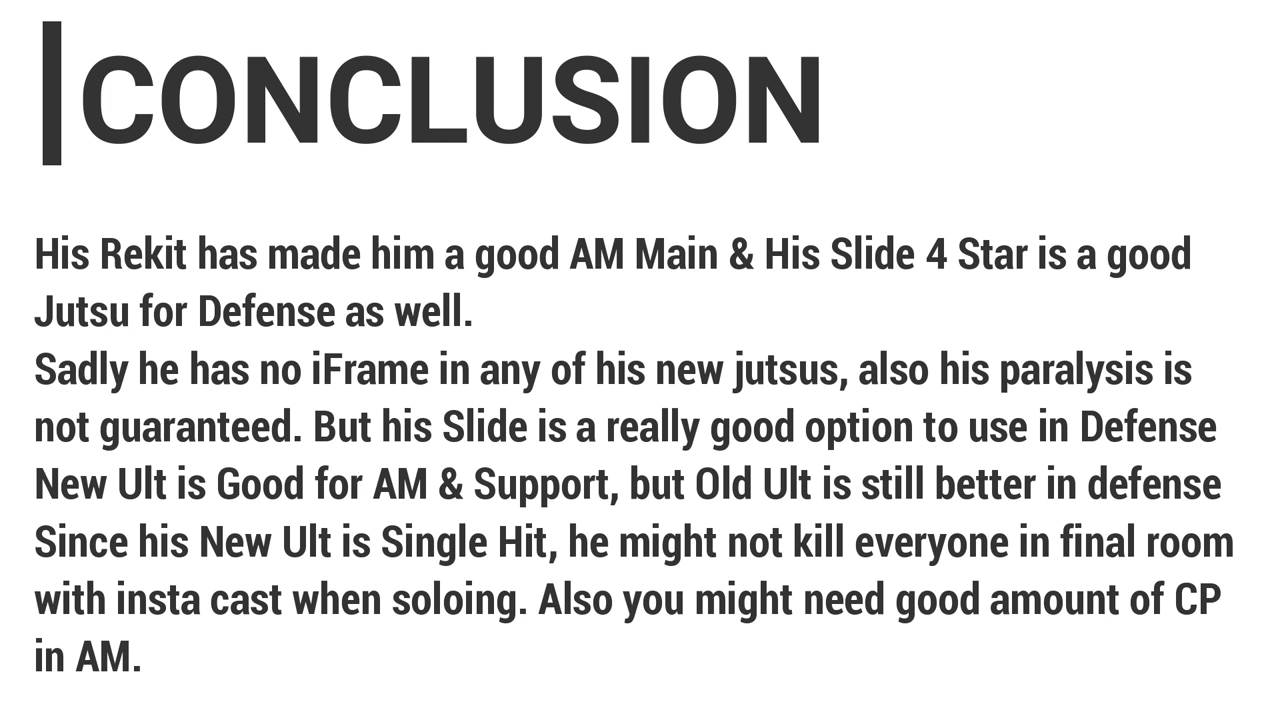 CONCLUSION
His Rekit has made him a good AM Main & His Slide 4 Star is a good
Jutsu for Defense as well.
Sadly he has no iFrame in any of his new jutsus, also his paralysis is
not guaranteed. But his Slide is a really good option to use in Defense
New Ult is Good for AM & Support, but Old Ult is still better in defense
Since his New Ult is Single Hit, he might not kill everyone in final room
with insta cast when soloing. Also you might need good amount of CP
in AM.